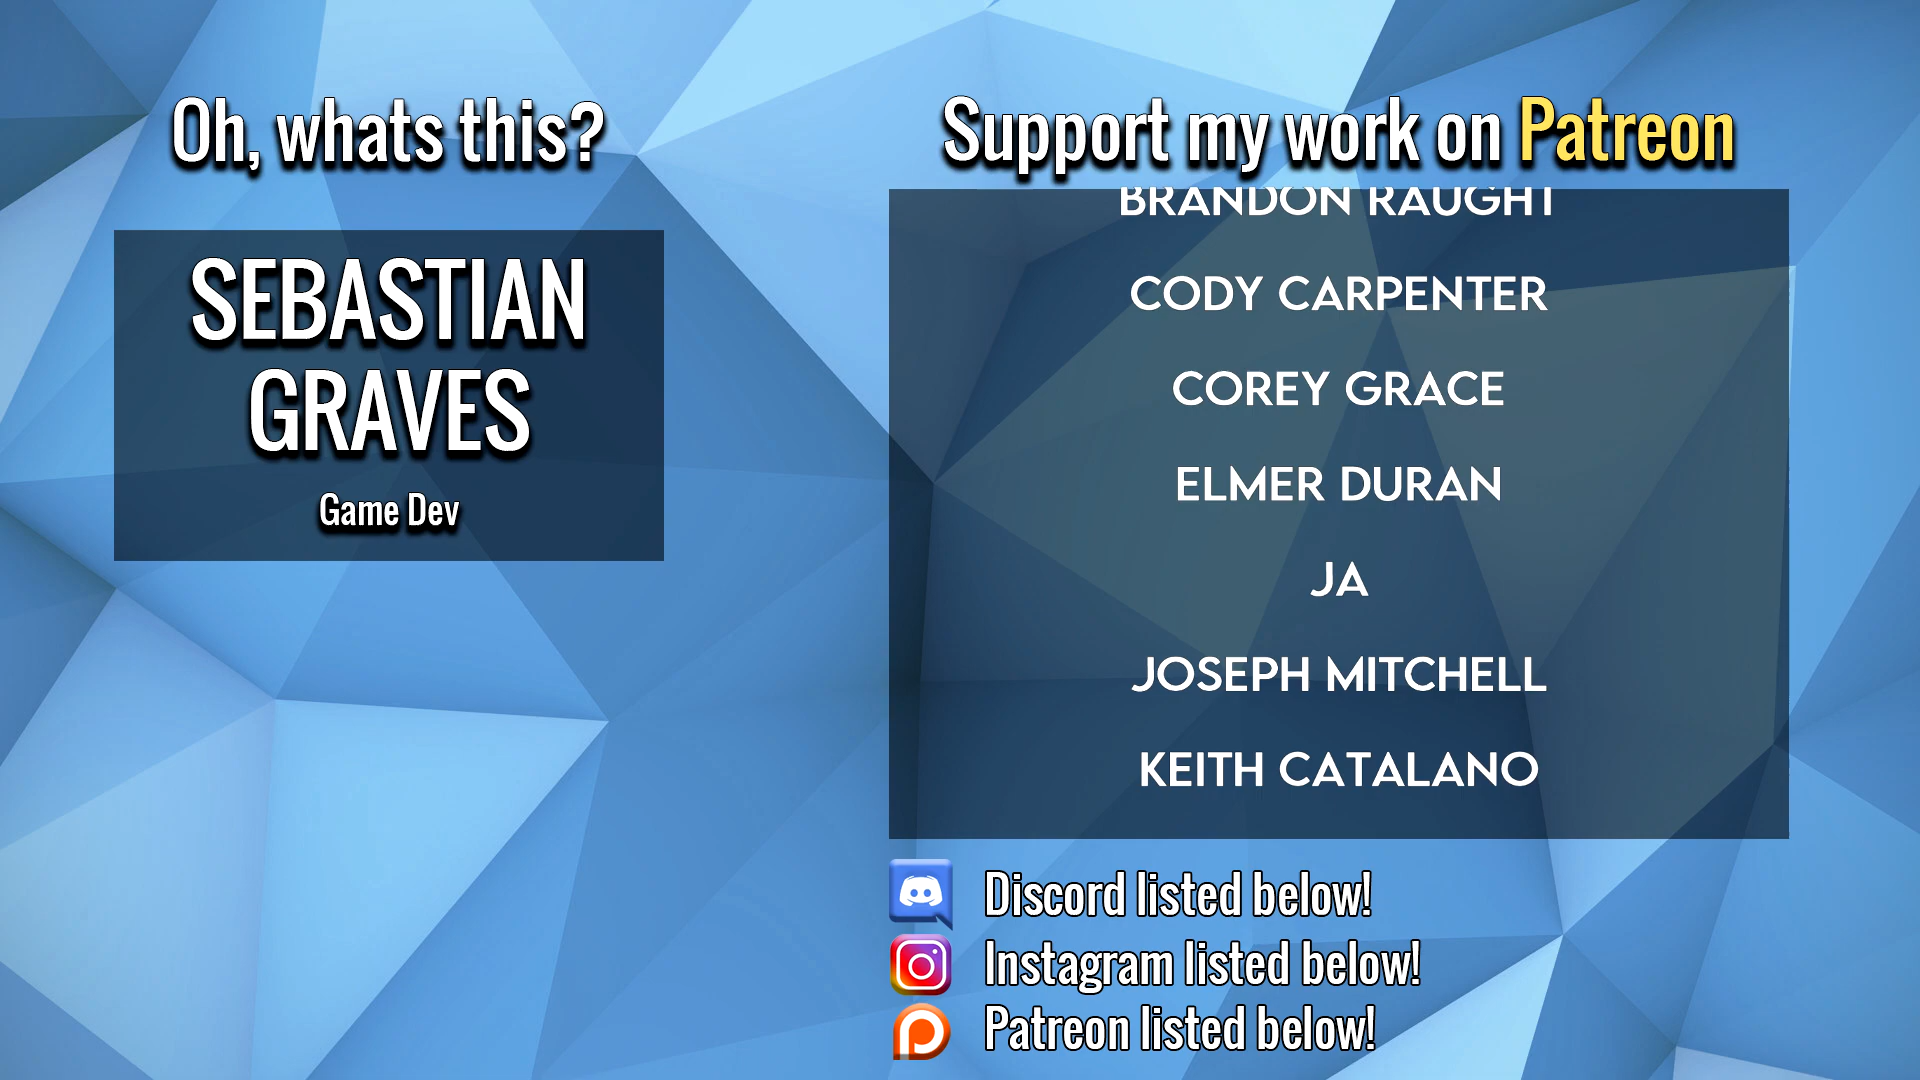 Oh, whats this?
SEBASTIAN
GRAVES
Game Dev
Support my work on Patreon
BRANDON RAUGHT
CODY CARPENTER
COREY GRACE
ELMER DURAN
JA
JOSEPH MITCHELL
KEITH CATALANO
Discord listed below!
Instagram listed below!
Patreon listed below!